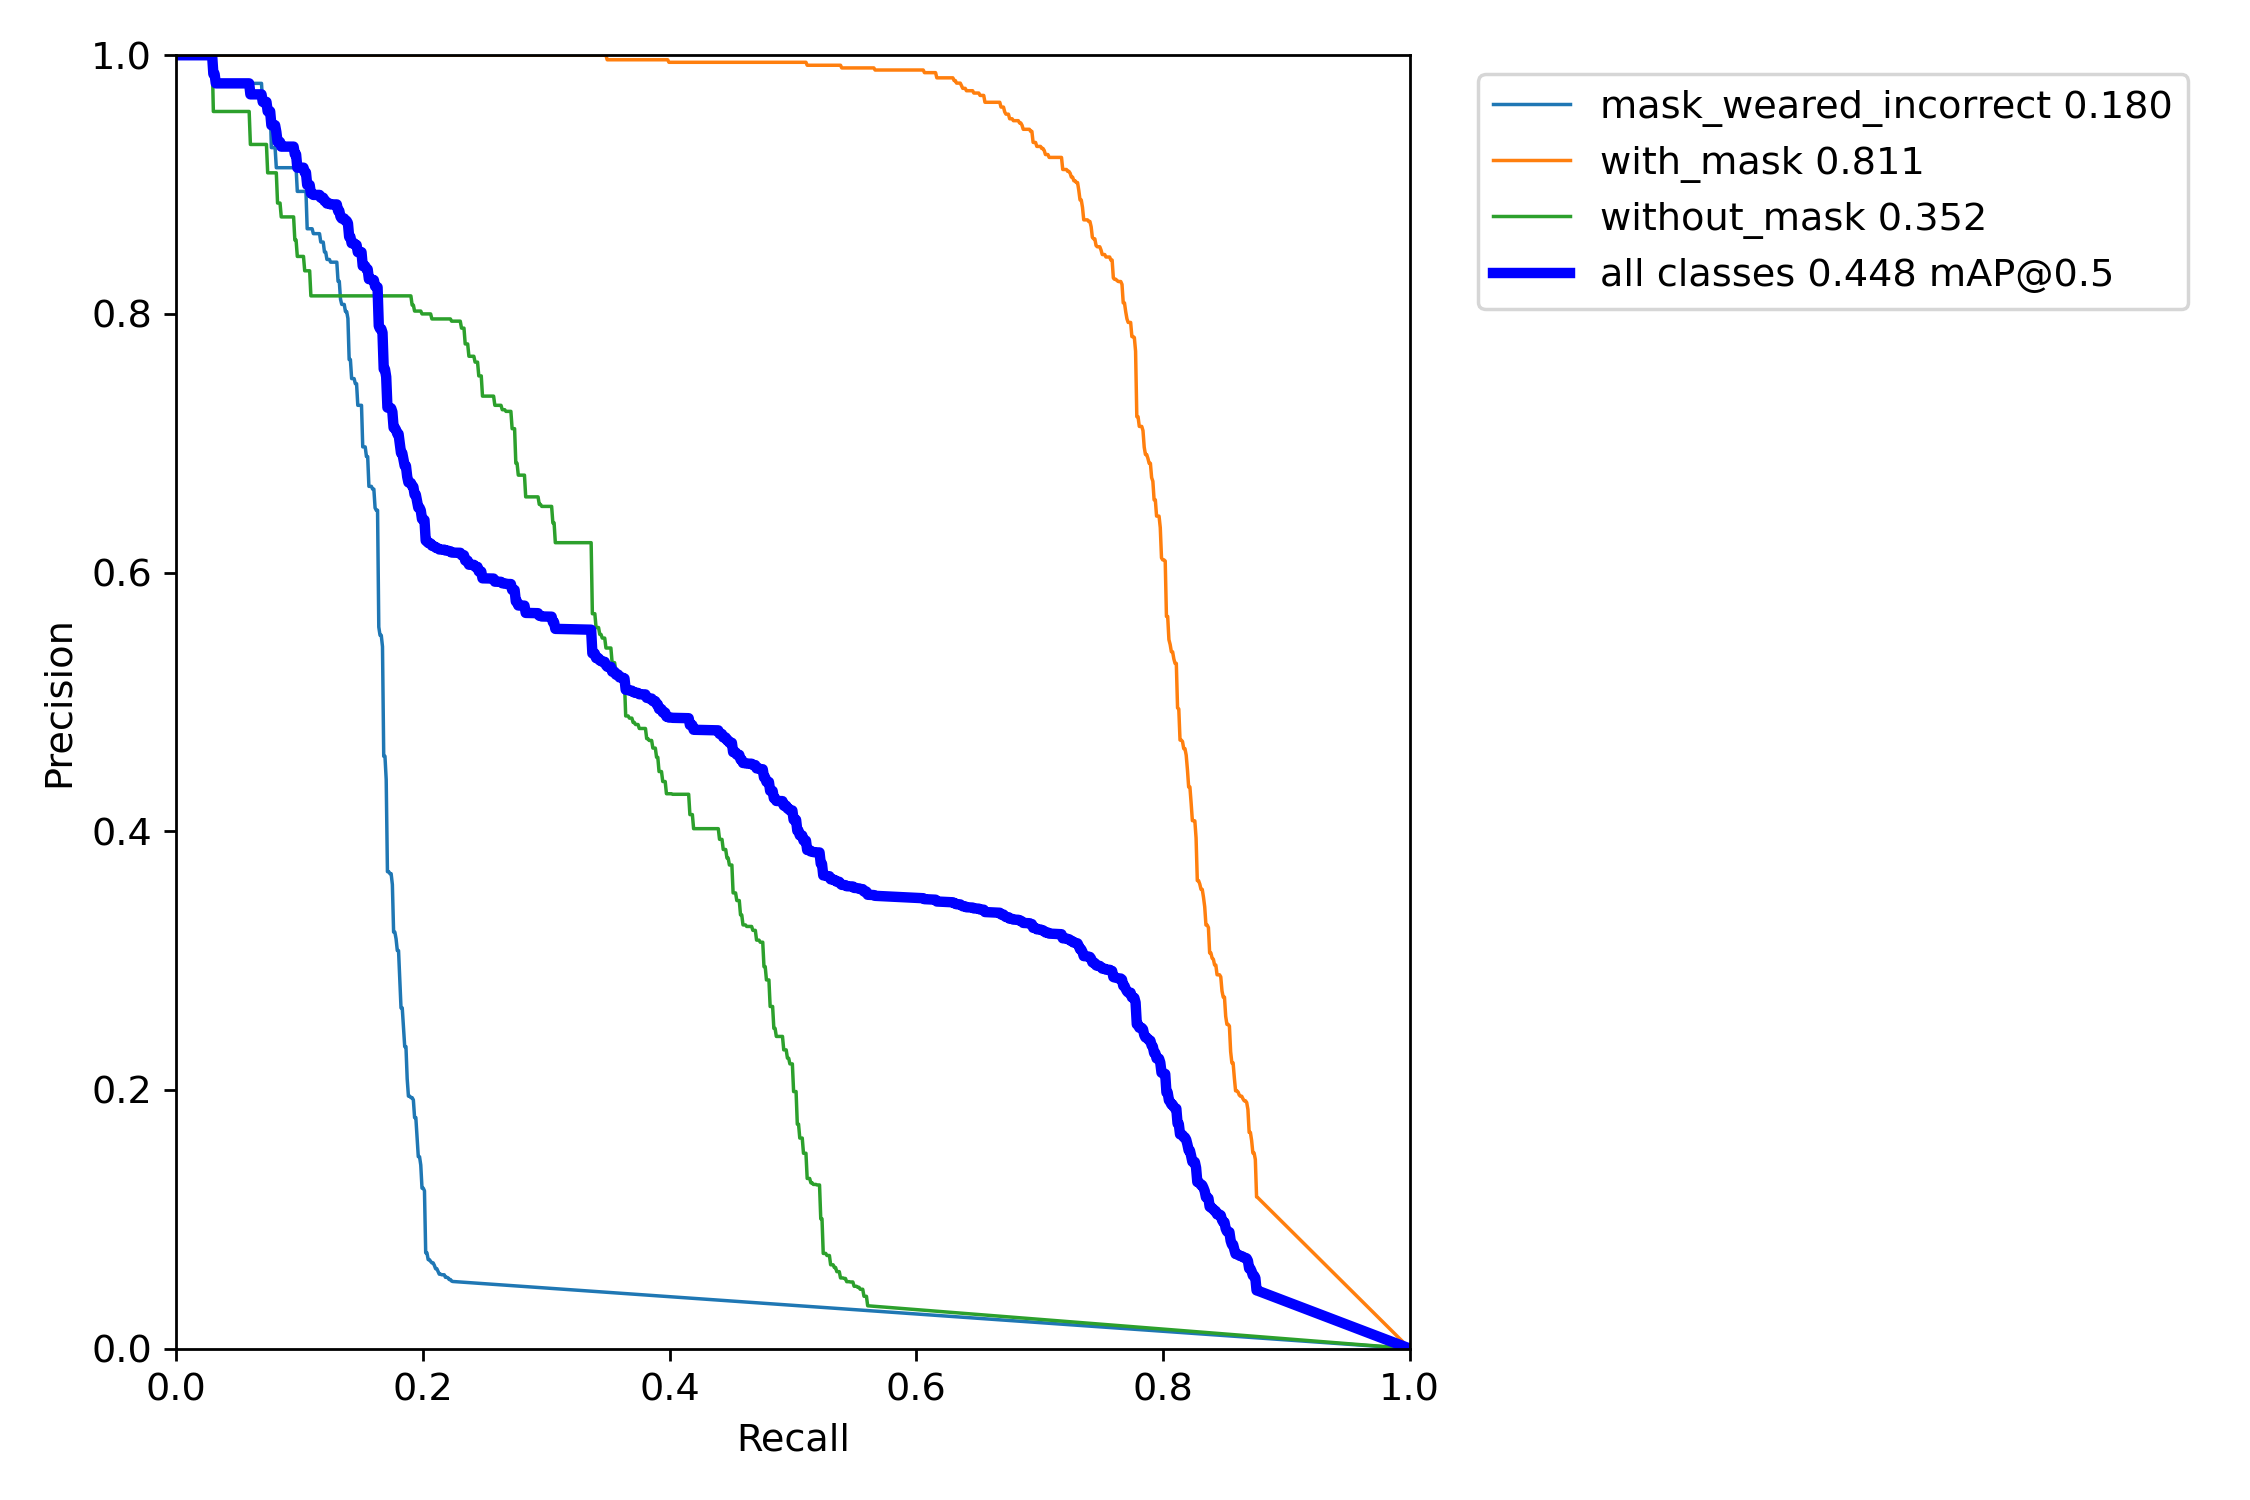 1.0
0.8
0.6
0.4
0.2
0.0
Precision
0.0 0.2 0.4 0.6 0.8 1.0
Recall
mask_weared_incorrect 0.180
with_mask 0.811
without_mask 0.352
all classes 0.448 mAP@0.5